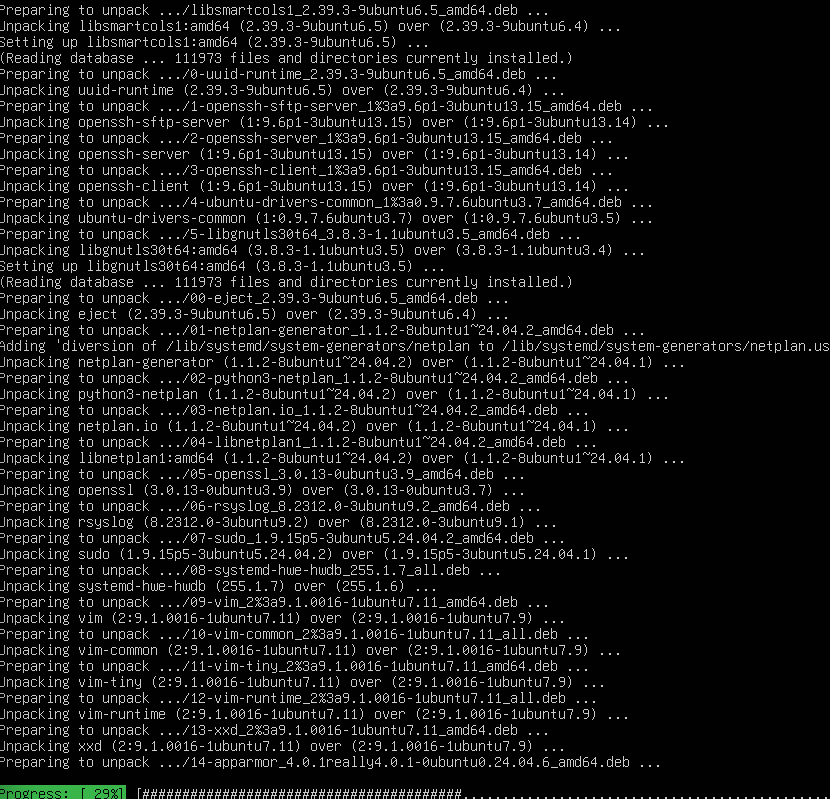 Preparing to unpack .../libsmartcols1_2.39.3-9ubuntu6.5_amd64.deb ...
Unpacking libsmartcols1:amd64 (2.39.3-9ubuntu6.5) over (2.39.3-9ubuntu6.4) ...
Setting up libsmartcols1:amd64 (2.39.3-9ubuntu6.5) ...
(Reading database ... 111973 files and directories currently installed.)
Preparing to unpack .../0-uuid-runtime_2.39.3-9ubuntu6.5_amd64.deb ...
Unpacking uuid-runtime (2.39.3-9ubuntu6.5) over (2.39.3-9ubuntu6.4) ...
Preparing to unpack .../1-openssh-sftp-server_1%3a9.6p1-3ubuntu13.15_amd64.deb ...
Unpacking openssh-sftp-server (1:9.6p1-3ubuntu13.15) over (1:9.6p1-3ubuntu13.14) ...
Preparing to unpack .../2-openssh-server_1%3a9.6p1-3ubuntu13.15_amd64.deb ...
Unpacking openssh-server (1:9.6p1-3ubuntu13.15) over (1:9.6p1-3ubuntu13.14) ...
Preparing to unpack .../3-openssh-client_1%3a9.6p1-3ubuntu13.15_amd64.deb ...
Unpacking openssh-client (1:9.6p1-3ubuntu13.15) over (1:9.6p1-3ubuntu13.14) ...
Preparing to unpack .../4-ubuntu-drivers-common_1%3a0.9.7.6ubuntu3.7_amd64.deb ...
Unpacking ubuntu-drivers-common (1:0.9.7.6ubuntu3.7) over (1:0.9.7.6ubuntu3.5) ...
Preparing to unpack .../5-libgnutls30t64_3.8.3-1.1ubuntu3.5_amd64.deb ...
Unpacking libgnutls30t64:amd64 (3.8.3-1.1ubuntu3.5) over (3.8.3-1.1ubuntu3.4) ...
Setting up libgnutls30t64:amd64 (3.8.3-1.1ubuntu3.5) ...
(Reading database ... 111973 files and directories currently installed.)
Preparing to unpack .../00-eject_2.39.3-9ubuntu6.5_amd64.deb ...
Unpacking eject (2.39.3-9ubuntu6.5) over (2.39.3-9ubuntu6.4) ...
Preparing to unpack .../01-netplan-generator_1.1.2-8ubuntu1~24.04.2_amd64.deb ...
Adding 'diversion of /lib/systemd/system-generators/netplan to /lib/systemd/system-generators/netplan.us
Unpacking netplan-generator (1.1.2-8ubuntu1~24.04.2) over (1.1.2-8ubuntu1~24.04.1) ...
Preparing to unpack .../02-python3-netplan_1.1.2-8ubuntu1~24.04.2_amd64.deb ...
Unpacking python3-netplan (1.1.2-8ubuntu1~24.04.2) over (1.1.2-8ubuntu1~24.04.1) ...
Preparing to unpack .../03-netplan.io_1.1.2-8ubuntu1~24.04.2_amd64.deb ...
Unpacking netplan.io (1.1.2-8ubuntu1~24.04.2) over (1.1.2-8ubuntu1~24.04.1) ...
Preparing to unpack .../04-libnetplan1_1.1.2-8ubuntu1~24.04.2_amd64.deb ...
Unpacking libnetplan1:amd64 (1.1.2-8ubuntu1~24.04.2) over (1.1.2-8ubuntu1~24.04.1) ...
Preparing to unpack .../05-openssl_3.0.13-0ubuntu3.9_amd64.deb ...
Unpacking openssl (3.0.13-0ubuntu3.9) over (3.0.13-0ubuntu3.7) ...
Preparing to unpack .../06-rsyslog_8.2312.0-3ubuntu9.2_amd64.deb ...
Unpacking rsyslog (8.2312.0-3ubuntu9.2) over (8.2312.0-3ubuntu9.1) ...
Preparing to unpack .../07-sudo_1.9.15p5-3ubuntu5.24.04.2_amd64.deb ...
Unpacking sudo (1.9.15p5-3ubuntu5.24.04.2) over (1.9.15p5-3ubuntu5.24.04.1) ...
Preparing to unpack .../08-systemd-hwe-hwdb_255.1.7_all.deb ...
Unpacking systemd-hwe-hwdb (255.1.7) over (255.1.6) ...
Preparing to unpack .../09-vim_2%3a9.1.0016-1ubuntu7.11_amd64.deb ...
Unpacking vim (2:9.1.0016-1ubuntu7.11) over (2:9.1.0016-1ubuntu7.9) ...
Preparing to unpack .../10-vim-common_2%3a9.1.0016-1ubuntu7.11_all.deb ...
Unpacking vim-common (2:9.1.0016-1ubuntu7.11) over (2:9.1.0016-1ubuntu7.9) ...
Preparing to unpack .../11-vim-tiny_2%3a9.1.0016-1ubuntu7.11_amd64.deb ...
Unpacking vim-tiny (2:9.1.0016-1ubuntu7.11) over (2:9.1.0016-1ubuntu7.9) ...
Preparing to unpack .../12-vim-runtime_2%3a9.1.0016-1ubuntu7.11_all.deb ...
Unpacking vim-runtime (2:9.1.0016-1ubuntu7.11) over (2:9.1.0016-1ubuntu7.9) ...
Preparing to unpack .../13-xxd_2%3a9.1.0016-1ubuntu7.11_amd64.deb ...
Unpacking xxd (2:9.1.0016-1ubuntu7.11) over (2:9.1.0016-1ubuntu7.9) ...
Preparing to unpack .../14-apparmor_4.0.1really4.0.1-0ubuntu0.24.04.6_amd64.deb ...
Progress: [ 29%] [########################################..............................................